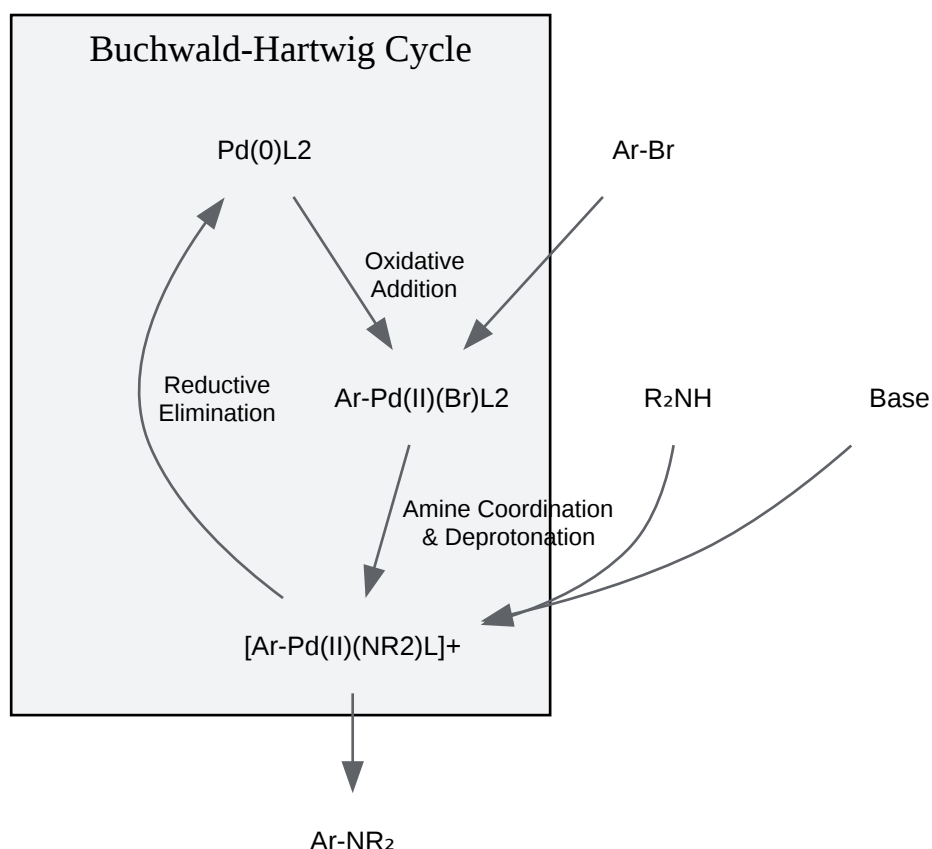 Buchwald-Hartwig Cycle
Pd(0)L2
Ar-Br
Oxidative
Addition
Reductive
Elimination
Ar-Pd(II)(Br)L2
R₂NH
Base
Amine Coordination
& Deprotonation
[Ar-Pd(II)(NR2)L]+
Ar-NR₂